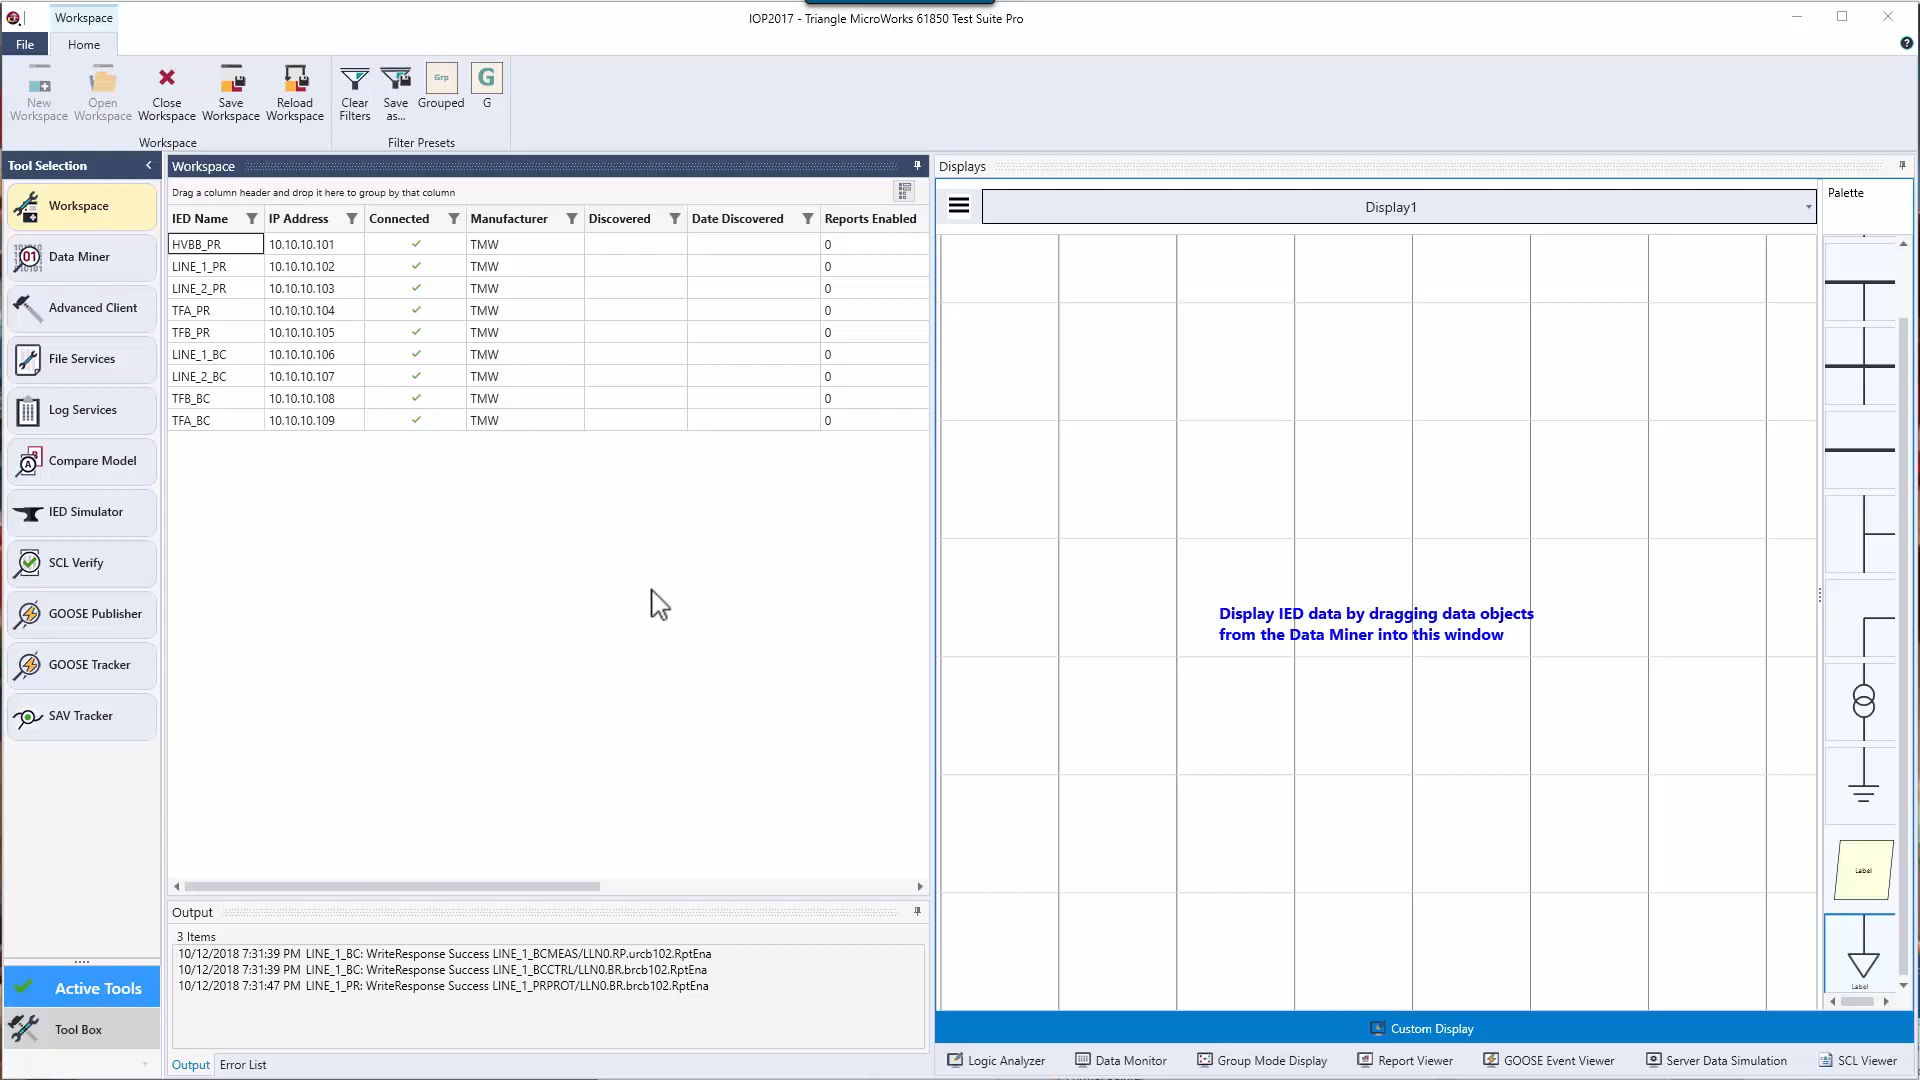 Workspace
IOP2017 - Triangle MicroWorks 61850 Test Suite Pro
File
Home
New Workspace
Open Workspace
Close Workspace
Save Workspace
Reload Workspace
Clear Filters
Save as...
Grp
Grouped
G
G
Workspace
Filter Presets
Tool Selection
Workspace
Data Miner
Advanced Client
File Services
Log Services
Compare Model
IED Simulator
SCL Verify
GOOSE Publisher
GOOSE Tracker
SAV Tracker
Active Tools
Tool Box
Workspace
Drag a column header and drop it here to group by that column
IED Name IP Address Connected Manufacturer Discovered Date Discovered Reports Enabled
HVBB_PR 10.10.10.101 TMW 0
LINE_1_PR 10.10.10.102 TMW 0
LINE_2_PR 10.10.10.103 TMW 0
TFA_PR 10.10.10.104 TMW 0
TFB_PR 10.10.10.105 TMW 0
LINE_1_BC 10.10.10.106 TMW 0
LINE_2_BC 10.10.10.107 TMW 0
TFB_BC 10.10.10.108 TMW 0
TFA_BC 10.10.10.109 TMW 0
Output
3 Items
10/12/2018 7:31:39 PM LINE_1_BC: WriteResponse Success LINE_1_BCMEAS/LLN0.RP.urcb102.RptEna
10/12/2018 7:31:39 PM LINE_1_BC: WriteResponse Success LINE_1_BCCTRL/LLN0.BR.brcb102.RptEna
10/12/2018 7:31:47 PM LINE_1_PR: WriteResponse Success LINE_1_PRPROT/LLN0.BR.brcb102.RptEna
Output Error List
Displays
Display1
Palette
Display IED data by dragging data objects
from the Data Miner into this window
Label
Label
Custom Display
Logic Analyzer Data Monitor Group Mode Display Report Viewer GOOSE Event Viewer Server Data Simulation SCL Viewer